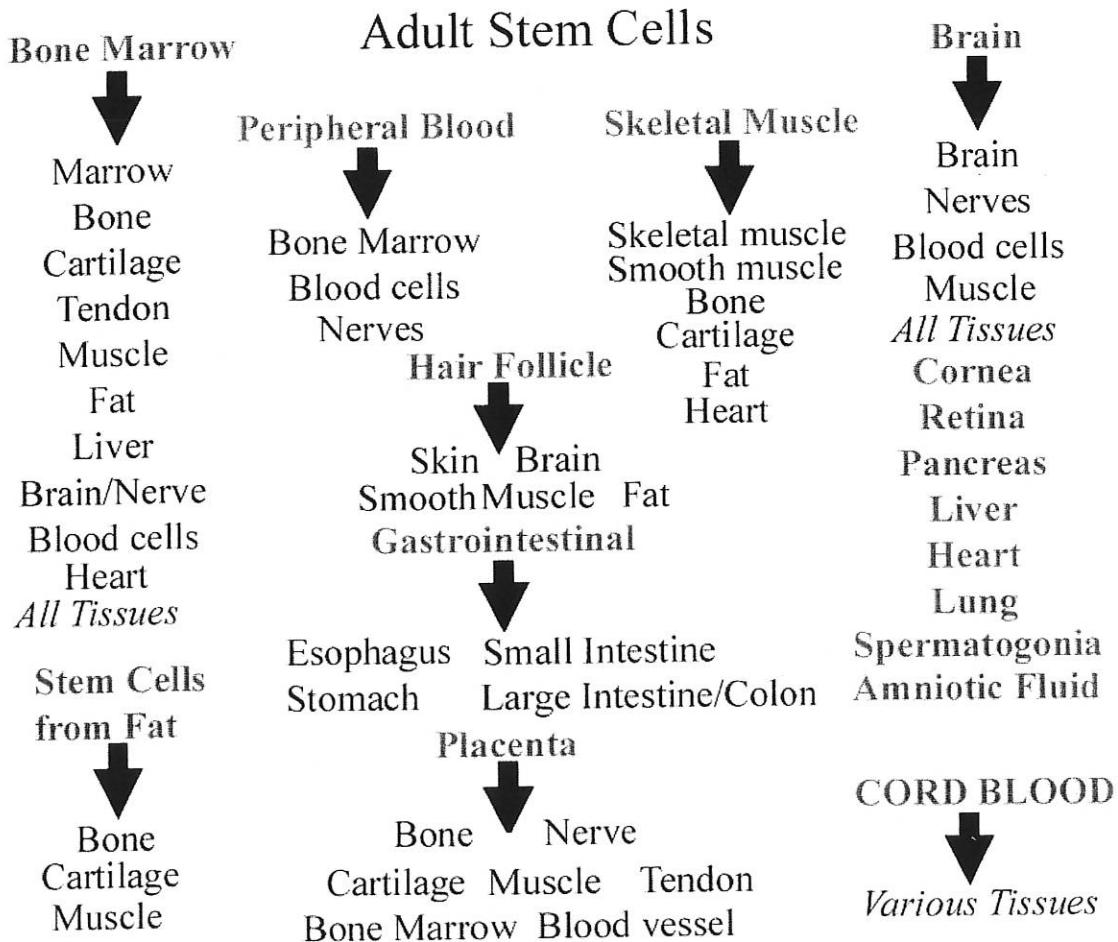 Adult Stem Cells
Bone Marrow
Marrow
Bone
Cartilage
Tendon
Muscle
Fat
Liver
Brain/Nerve
Blood cells
Heart
All Tissues
Stem Cells
from Fat
Bone
Cartilage
Muscle
Peripheral Blood
Bone Marrow
Blood cells
Nerves
Skeletal Muscle
Skeletal muscle
Smooth muscle
Bone
Cartilage
Fat
Heart
Hair Follicle
Skin Brain
Smooth Muscle Fat
Gastrointestinal
Esophagus Small Intestine
Stomach Large Intestine/Colon
Placenta
Bone Nerve
Cartilage Muscle Tendon
Bone Marrow Blood vessel
Brain
Brain
Nerves
Blood cells
Muscle
All Tissues
Cornea
Retina
Pancreas
Liver
Heart
Lung
Spermatogonia
Amniotic Fluid
CORD BLOOD
Various Tissues